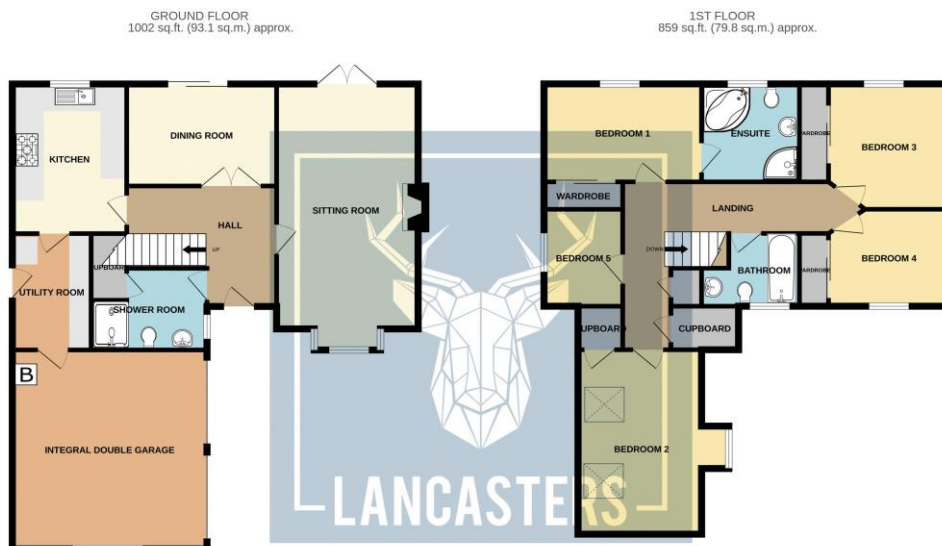 GROUND FLOOR
1002 sq.ft. (93.1 sq.m.) approx.
KITCHEN
DINING ROOM
SITTING ROOM
HALL
UP
UPBOARD
UTILITY ROOM
SHOWER ROOM
B
INTEGRAL DOUBLE GARAGE
1ST FLOOR
859 sq.ft. (79.8 sq.m.) approx.
BEDROOM 1
ENSUITE
WARDROBE
BEDROOM 3
WARDROBE
LANDING
DOWN
BEDROOM 5
BATHROOM
WARDROBE
BEDROOM 4
UPBOARD
CUPBOARD
BEDROOM 2
LANCASTERS